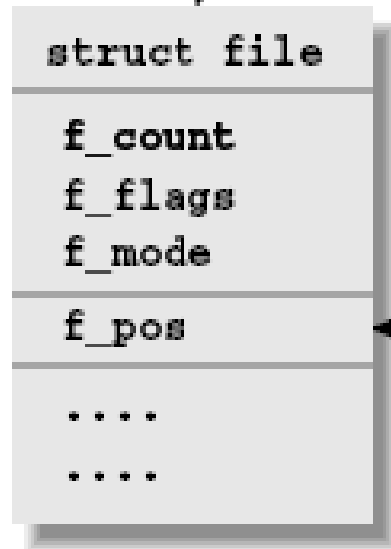 struct file
f_count
f_flags
f_mode
f_pos
....
....